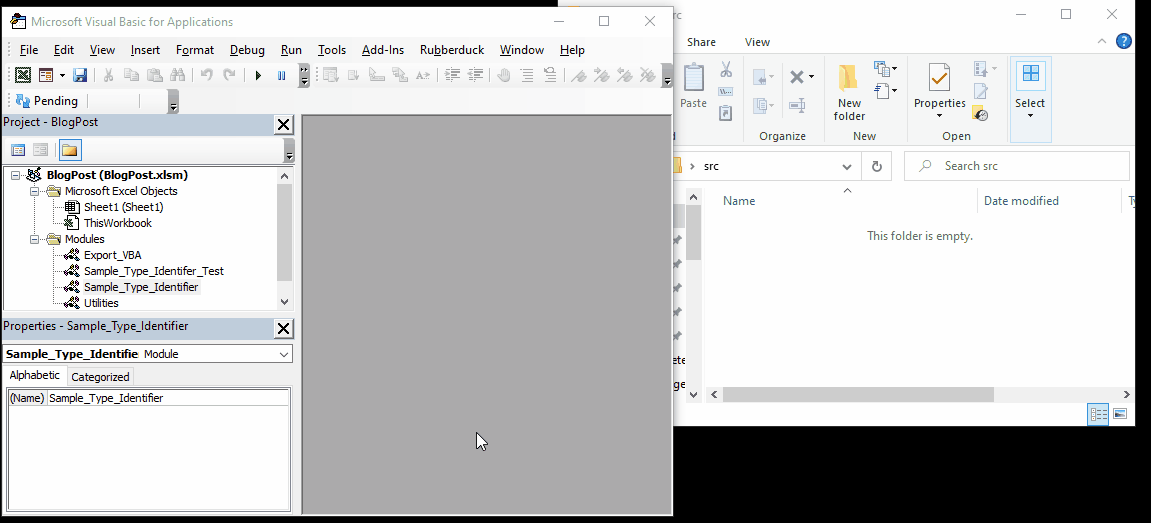 Microsoft Visual Basic for Applications
File Edit View Insert Format Debug Run Tools Add-Ins Rubberduck Window Help
Pending
Project - BlogPost
BlogPost (BlogPost.xlsm)
Microsoft Excel Objects
Sheet1 (Sheet1)
ThisWorkbook
Modules
Export_VBA
Sample_Type_Identifer_Test
Sample_Type_Identifier
Utilities
Properties - Sample_Type_Identifier
Sample_Type_Identifie Module
Alphabetic Categorized
(Name) Sample_Type_Identifier
Share View
Paste
New folder
Properties
Select
Organize New Open
src
Search src
Name Date modified
This folder is empty.